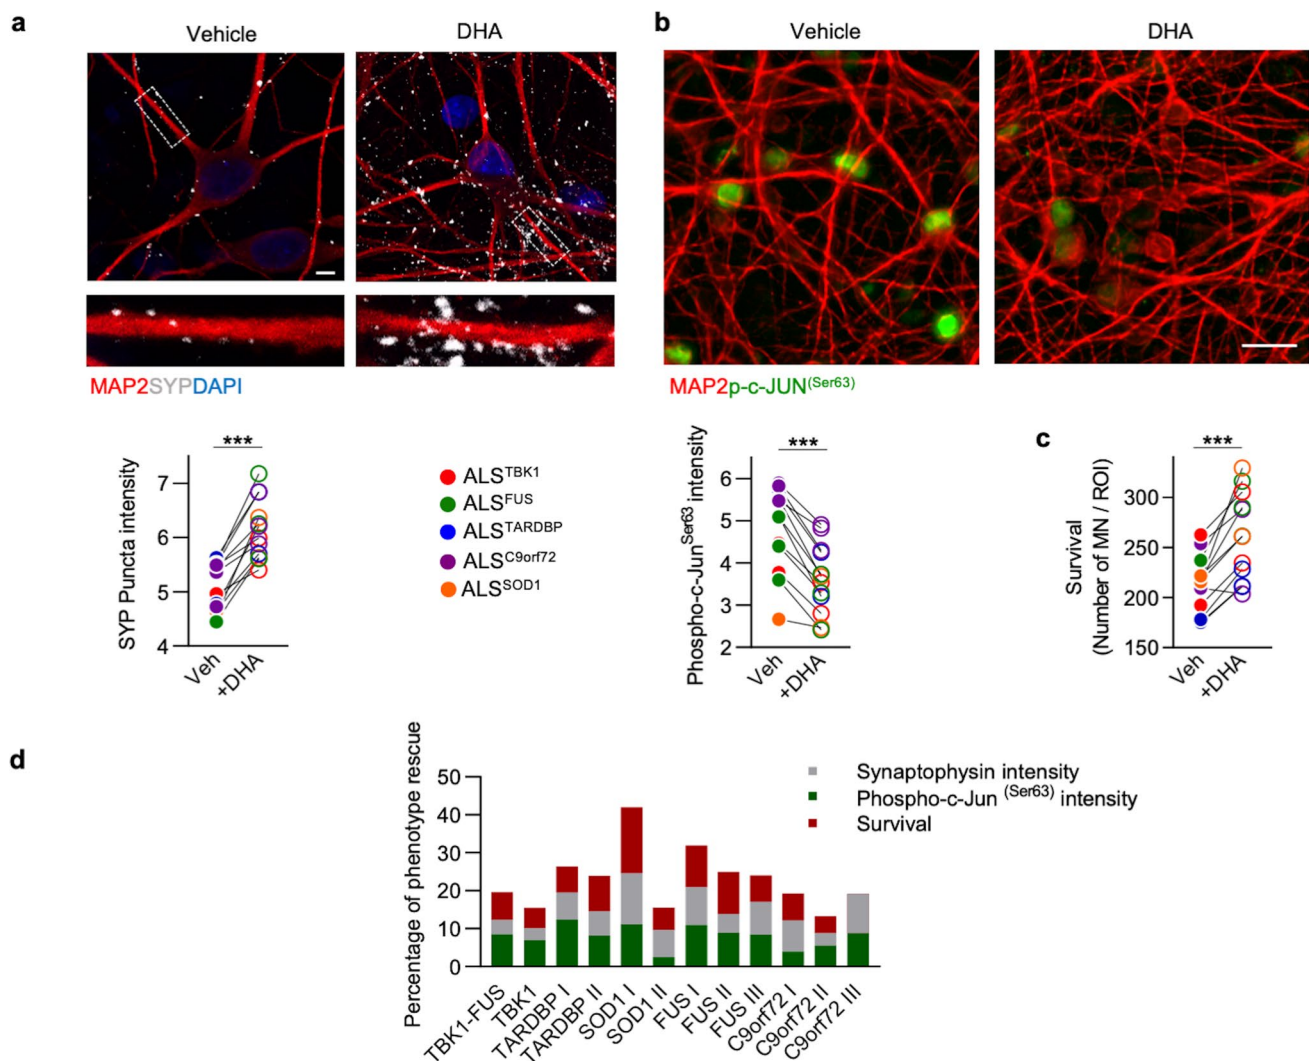 a
Vehicle
DHA
MAP2SYPDAPI
b
Vehicle
DHA
MAP2p-c-JUN(Ser63)
SYP Puncta intensity
7
6
5
4
***
Veh
+DHA
ALSTBK1
ALSFUS
ALSTARDBP
ALSC9orf72
ALSSOD1
Phospho-c-JunSer63 intensity
6
5
4
3
2
***
Veh
+DHA
c
Survival
(Number of MN / ROI)
300
250
200
150
***
Veh
+DHA
d
Percentage of phenotype rescue
50
40
30
20
10
0
TBK1-FUS
TBK1
TARDBP I
TARDBP II
SOD1 I
SOD1 II
FUS I
FUS II
FUS III
C9orf72 I
C9orf72 II
C9orf72 III
Synaptophysin intensity
Phospho-c-Jun (Ser63) intensity
Survival